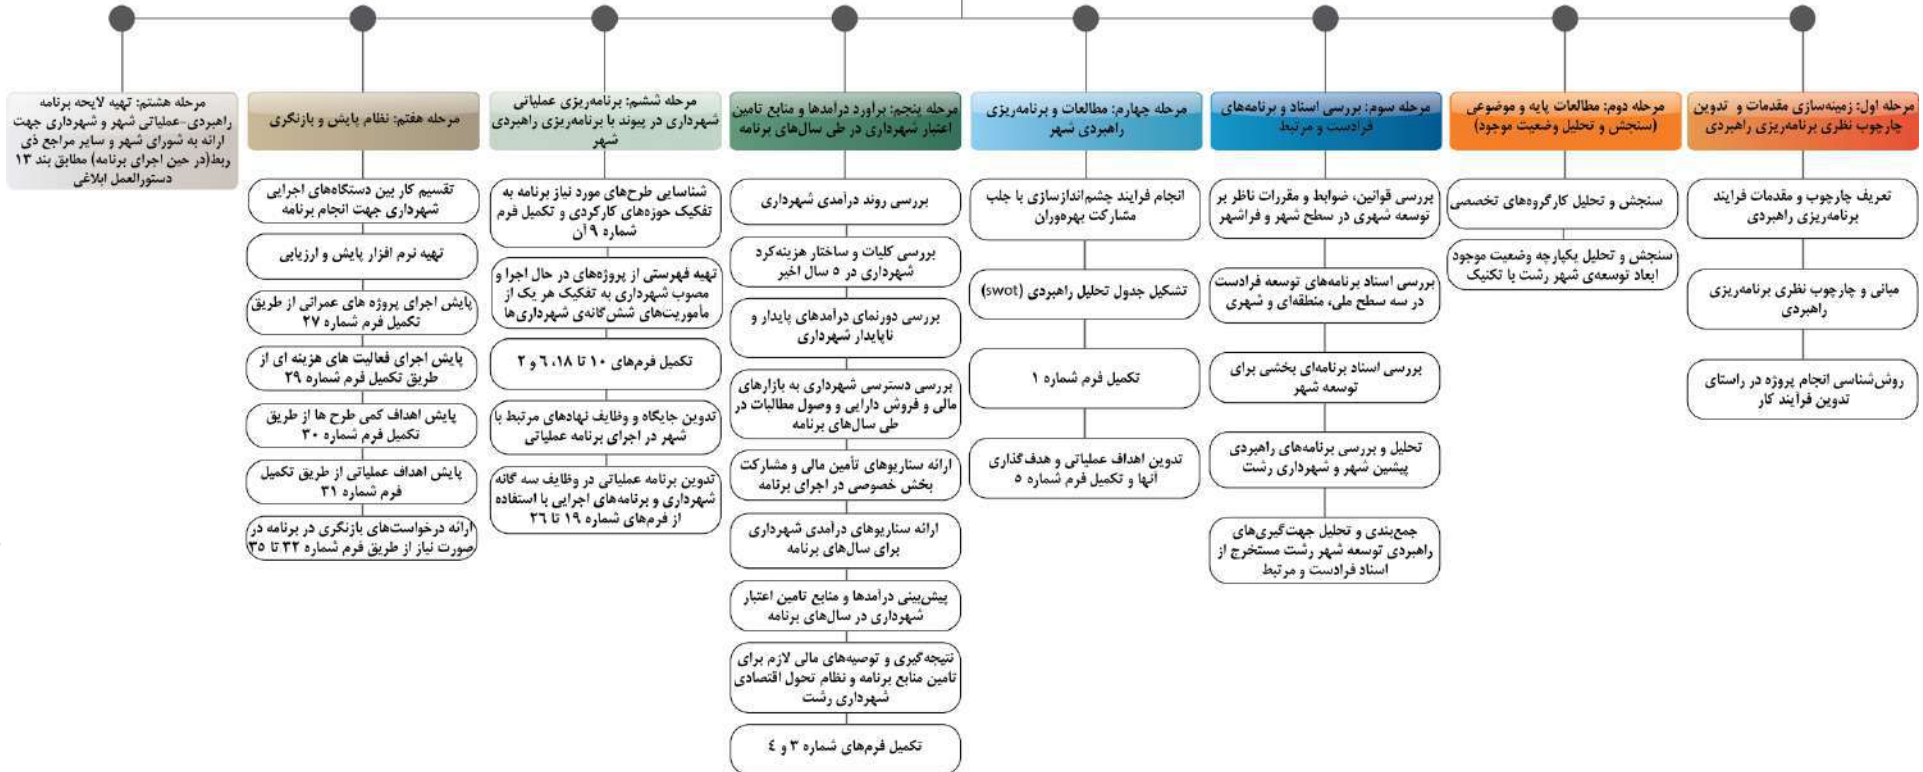 مرحله اول: زمینه‌سازی مقدمات و تدوین
چارچوب نظری برنامه‌ریزی راهبردی
تعریف چارچوب و مقدمات فرایند
برنامه‌ریزی راهبردی
مبانی و چارچوب نظری برنامه‌ریزی
راهبردی
روش‌شناسی انجام پروژه در راستای
تدوین فرآیند کار
مرحله دوم: مطالعات پایه و موضوعی
(سنجش و تحلیل وضعیت موجود)
سنجش و تحلیل کارگروه‌های تخصصی
سنجش و تحلیل یکپارچه وضعیت موجود
ابعاد توسعه‌ی شهر رشت با تکنیک
مرحله سوم: بررسی اسناد و برنامه‌های
فرادست و مرتبط
بررسی قوانین، ضوابط و مقررات ناظر بر
توسعه شهری در سطح شهر و فراشهر
بررسی اسناد برنامه‌های توسعه فرادست
در سه سطح ملی، منطقه‌ای و شهری
بررسی اسناد برنامه‌ای بخشی برای
توسعه شهر
تحلیل و بررسی برنامه‌های راهبردی
پیشین شهر و شهرداری رشت
جمع‌بندی و تحلیل جهت‌گیری‌های
راهبردی توسعه شهر رشت مستخرج از
اسناد فرادست و مرتبط
مرحله چهارم: مطالعات و برنامه‌ریزی
راهبردی شهر
انجام فرایند چشم‌اندازسازی با جلب
مشارکت بهره‌وران
تشکیل جدول تحلیل راهبردی (swot)
تکمیل فرم شماره ۱
تدوین اهداف عملیاتی و هدف‌گذاری
آنها و تکمیل فرم شماره ۵
مرحله پنجم: برآورد درآمدها و منابع تامین
اعتبار شهرداری در طی سال‌های برنامه
بررسی روند درآمدی شهرداری
بررسی کلیات و ساختار هزینه‌کرد
شهرداری در ۵ سال اخیر
بررسی دورنمای درآمدهای پایدار و
ناپایدار شهرداری
بررسی دسترسی شهرداری به بازارهای
مالی و فروش دارایی و وصول مطالبات در
طی سال‌های برنامه
ارائه سناریوهای تأمین مالی و مشارکت
بخش خصوصی در اجرای برنامه
ارائه سناریوهای درآمدی شهرداری
برای سال‌های برنامه
پیش‌بینی درآمدها و منابع تامین اعتبار
شهرداری در سال‌های برنامه
نتیجه‌گیری و توصیه‌های مالی لازم برای
تامین منابع برنامه و نظام تحول اقتصادی
شهرداری رشت
تکمیل فرم‌های شماره ۳ و ٤
مرحله ششم: برنامه‌ریزی عملیاتی
شهرداری در پیوند با برنامه‌ریزی راهبردی
شهر
شناسایی طرح‌های مورد نیاز برنامه به
تفکیک حوزه‌های کارکردی و تکمیل فرم
شماره ۹ آن
تهیه فهرستی از پروژه‌های در حال اجرا و
مصوب شهرداری به تفکیک هر یک از
مأموریت‌های شش‌گانه‌ی شهرداری‌ها
تکمیل فرم‌های ۱۰ تا ۱۸، ٦ و ۲
تدوین جایگاه و وظایف نهادهای مرتبط با
شهر در اجرای برنامه عملیاتی
تدوین برنامه عملیاتی در وظایف سه گانه
شهرداری و برنامه‌های اجرایی با استفاده
از فرم‌های شماره ۱۹ تا ۲٦
مرحله هفتم: نظام پایش و بازنگری
تقسیم کار بین دستگاه‌های اجرایی
شهرداری جهت انجام برنامه
تهیه نرم افزار پایش و ارزیابی
پایش اجرای پروژه های عمرانی از طریق
تکمیل فرم شماره ۲۷
پایش اجرای فعالیت های هزینه ای از
طریق تکمیل فرم شماره ۲۹
پایش اهداف کمی طرح ها از طریق
تکمیل فرم شماره ۳۰
پایش اهداف عملیاتی از طریق تکمیل
فرم شماره ۳۱
ارائه درخواست‌های بازنگری در برنامه در
صورت نیاز از طریق فرم شماره ۳۲ تا ۳۵
مرحله هشتم: تهیه لایحه برنامه
راهبردی-عملیاتی شهر و شهرداری جهت
ارائه به شورای شهر و سایر مراجع ذی
ربط(در حین اجرای برنامه) مطابق بند ۱۳
دستورالعمل ابلاغی